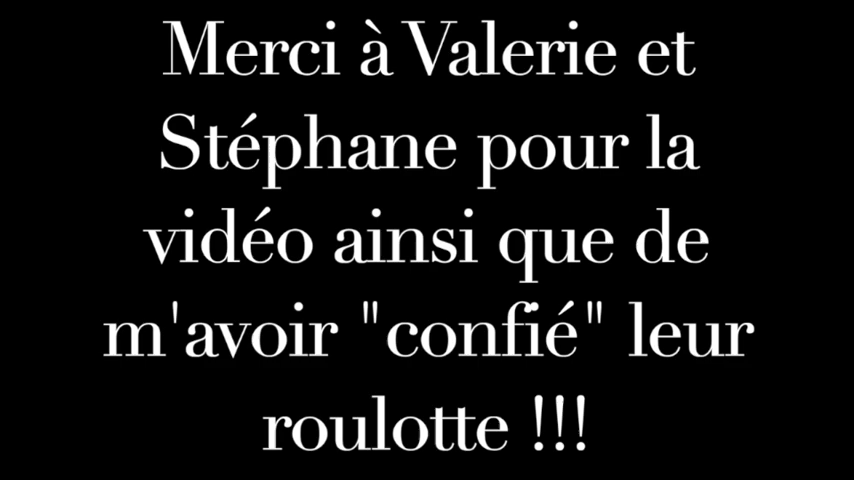 Merci à Valerie et
Stéphane pour la
vidéo ainsi que de
m'avoir "confié" leur
roulotte !!!